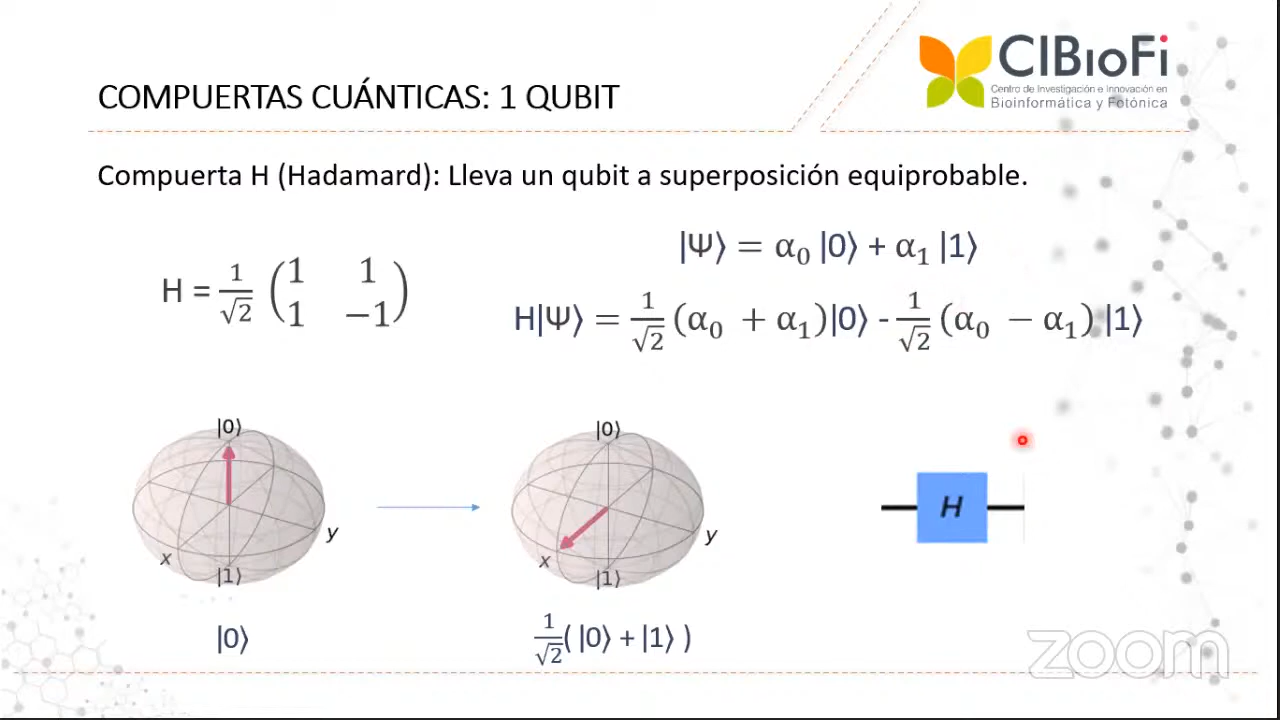 CIBioFi
Centro de Investigación e Innovación en
Bioinformática y Fotónica
COMPUERTAS CUÁNTICAS: 1 QUBIT
Compuerta H (Hadamard): Lleva un qubit a superposición equiprobable.
|Ψ⟩ = α₀ |0⟩ + α₁ |1⟩
H = 1/√2 (1 1
1 −1)
H|Ψ⟩ = 1/√2 (α₀ + α₁)|0⟩ - 1/√2 (α₀ − α₁) |1⟩
|0⟩
x
y
|1⟩
|0⟩
|0⟩
x
y
|1⟩
1/√2( |0⟩ + |1⟩ )
H
zoom